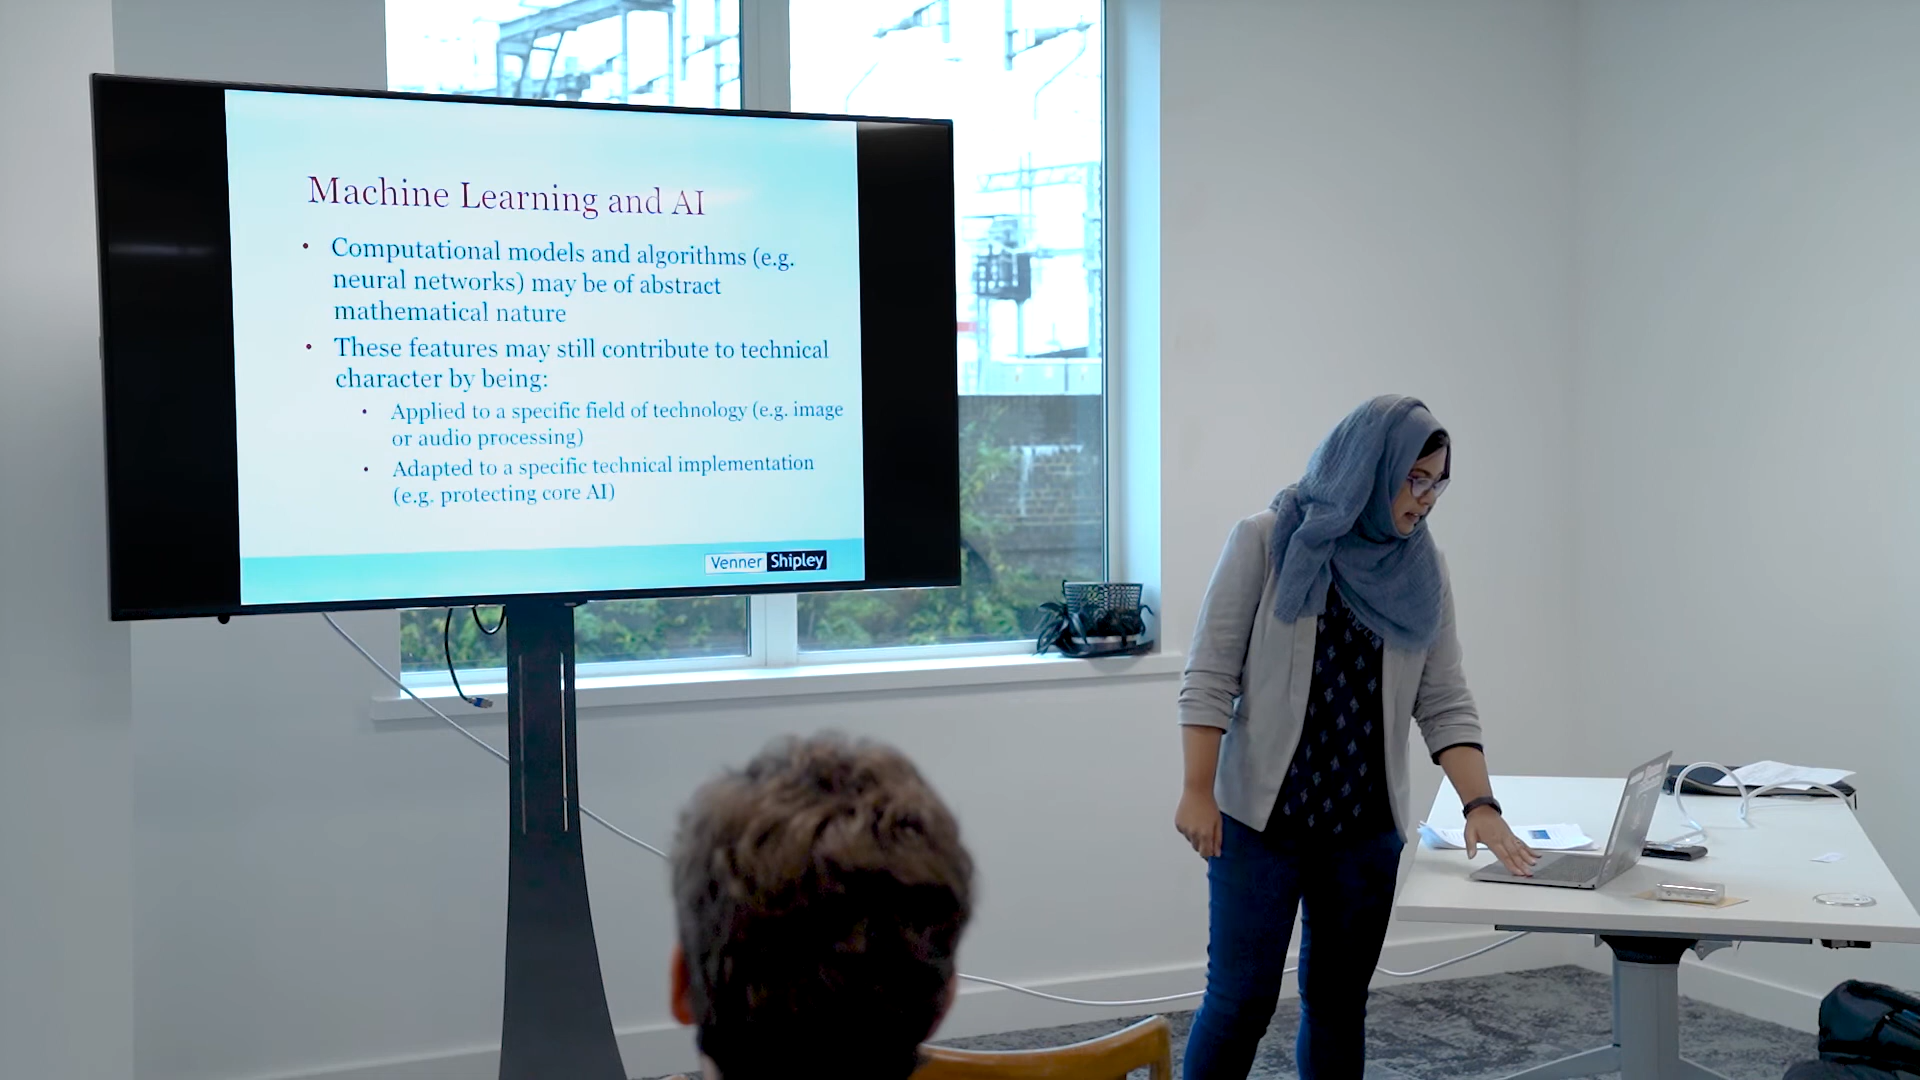 Machine Learning and AI
• Computational models and algorithms (e.g.
neural networks) may be of abstract
mathematical nature
• These features may still contribute to technical
character by being:
• Applied to a specific field of technology (e.g. image
or audio processing)
• Adapted to a specific technical implementation
(e.g. protecting core AI)
Venner Shipley